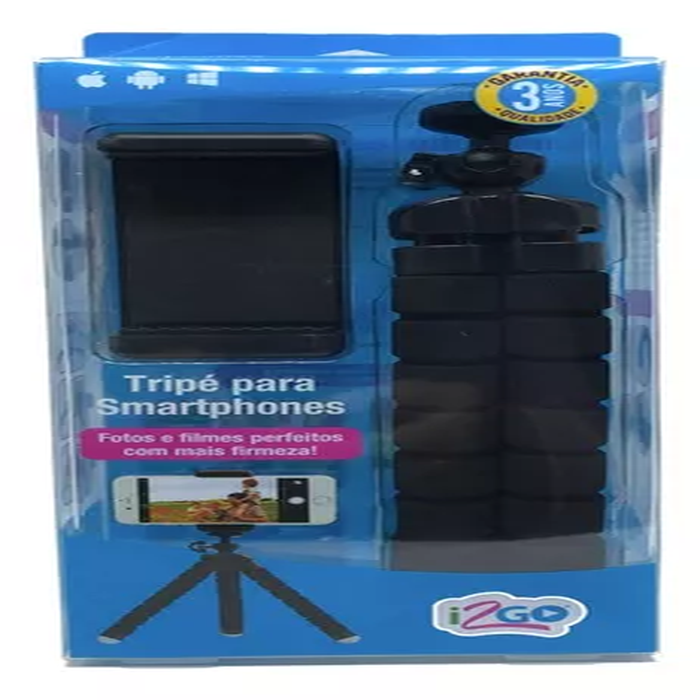 GARANTIA
3 ANOS
QUALIDADE
Tripé para
Smartphones
Fotos e filmes perfeitos
com mais firmeza!
i2GO